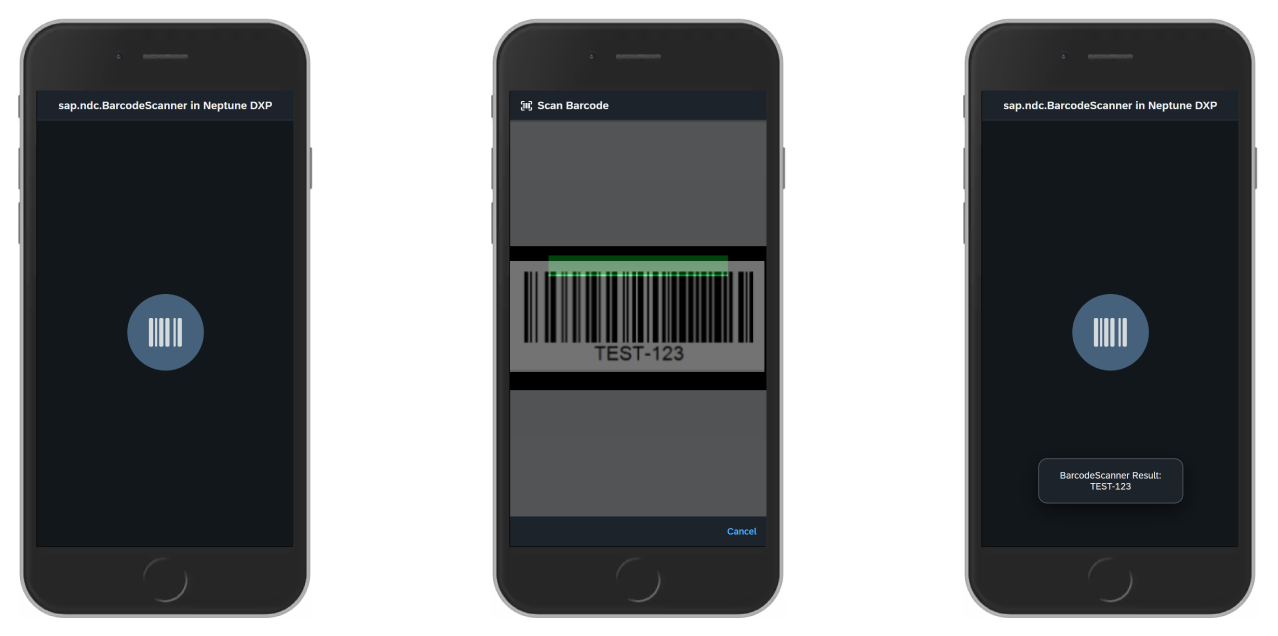 sap.ndc.BarcodeScanner in Neptune DXP
Scan Barcode
TEST-123
Cancel
sap.ndc.BarcodeScanner in Neptune DXP
BarcodeScanner Result:
TEST-123